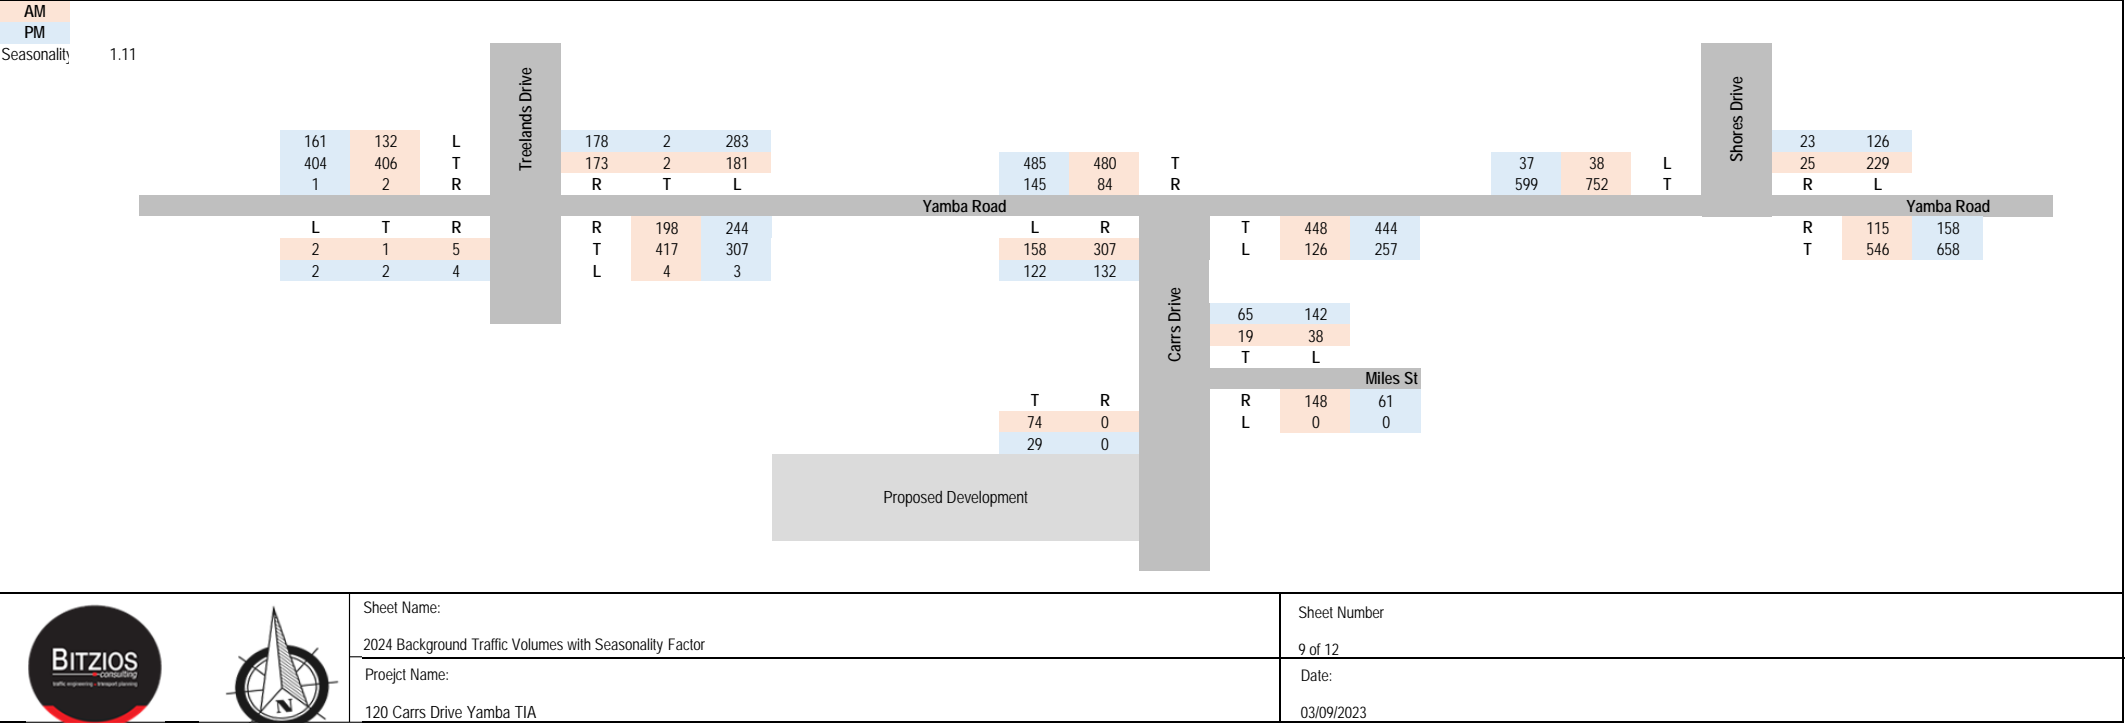 AM
PM
Seasonality 1.11
Treelands Drive
Shores Drive
161 132 L 178 2 283 23 126
404 406 T 173 2 181 485 480 T 37 38 L 25 229
1 2 R R T L 145 84 R 599 752 T R L
Yamba Road Yamba Road
L T R R 198 244 L R T 448 444 R 115 158
2 1 5 T 417 307 158 307 L 126 257 T 546 658
2 2 4 L 4 3 122 132
Carrs Drive
65 142
19 38
T L
Miles St
T R R 148 61
74 0 L 0 0
29 0
Proposed Development
BITZIOS
consulting
traffic engineering - transport planning
N
Sheet Name:
2024 Background Traffic Volumes with Seasonality Factor
Sheet Number
9 of 12
Proejct Name:
120 Carrs Drive Yamba TIA
Date:
03/09/2023